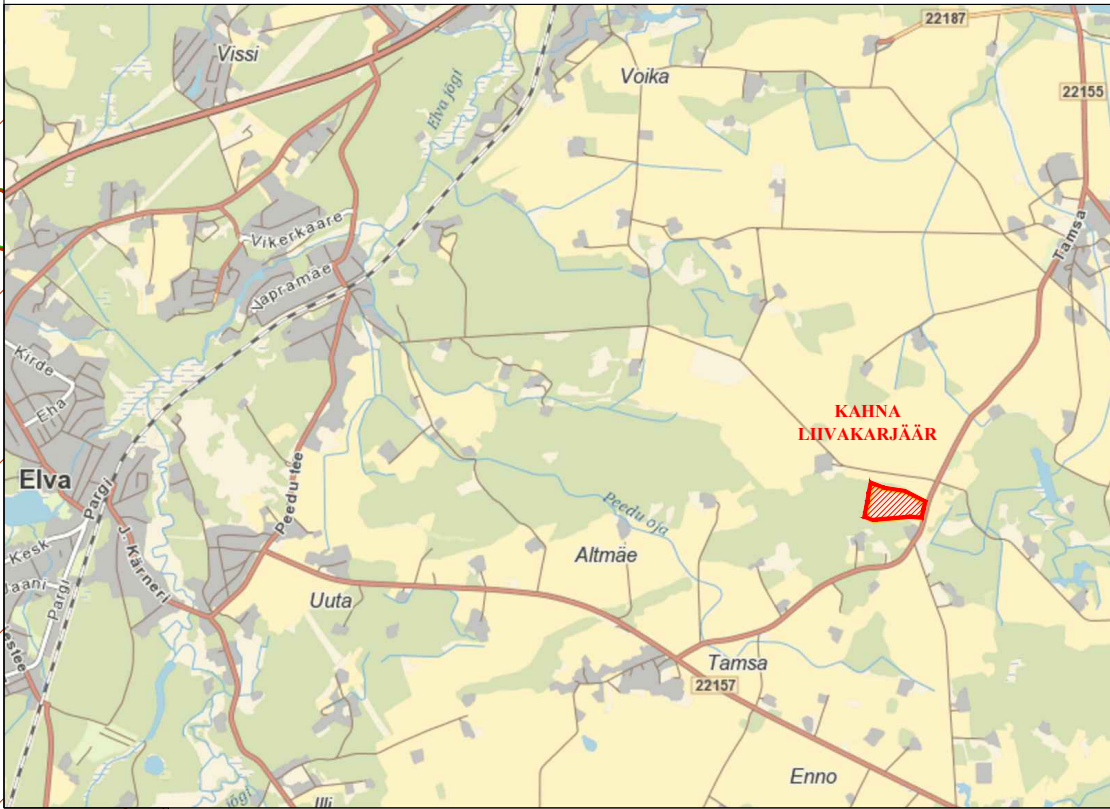 22187
Vissi
Voika
22155
Elva jõgi
Vikerkaare
Tamsa
Vapramäe
Kirde
Eha
KAHNA
LIIVAKARJÄÄR
Elva
Pargi
Peedu tee
Peedu oja
Kesk
J. Kärneri
Altmäe
Jaani
Pargi
Uuta
Tamsa
22157
Enno
jõgi
Illi